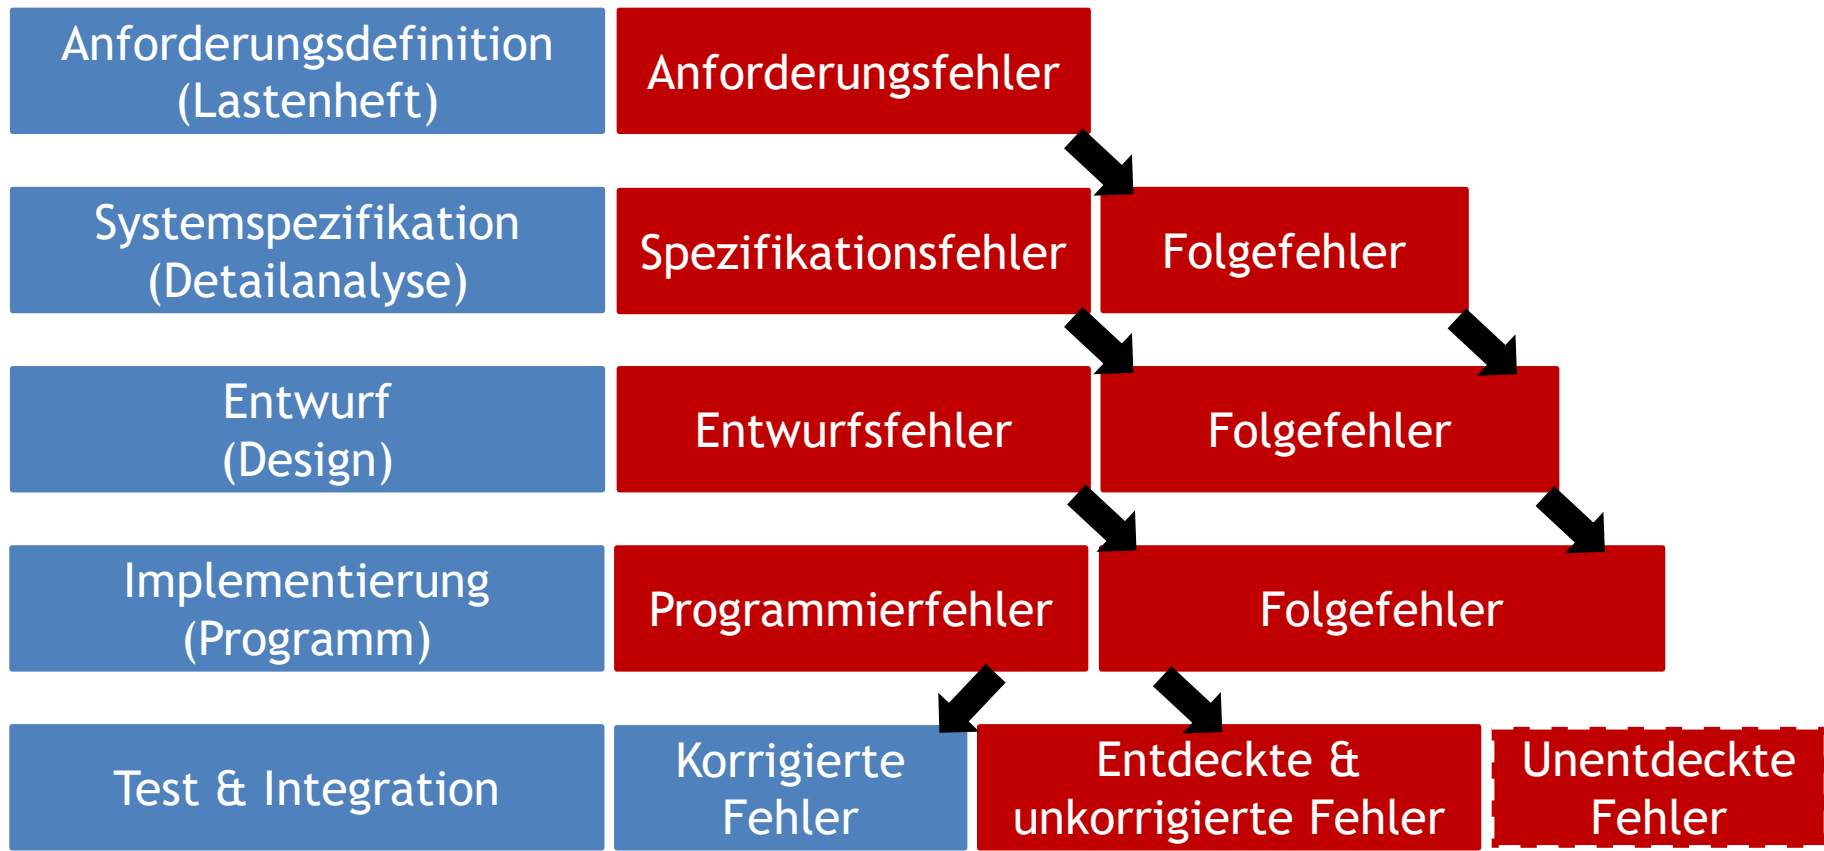 Anforderungsdefinition
(Lastenheft)
Anforderungsfehler
Systemspezifikation
(Detailanalyse)
Spezifikationsfehler
Folgefehler
Entwurf
(Design)
Entwurfsfehler
Folgefehler
Implementierung
(Programm)
Programmierfehler
Folgefehler
Test & Integration
Korrigierte
Fehler
Entdeckte &
unkorrigierte Fehler
Unentdeckte
Fehler